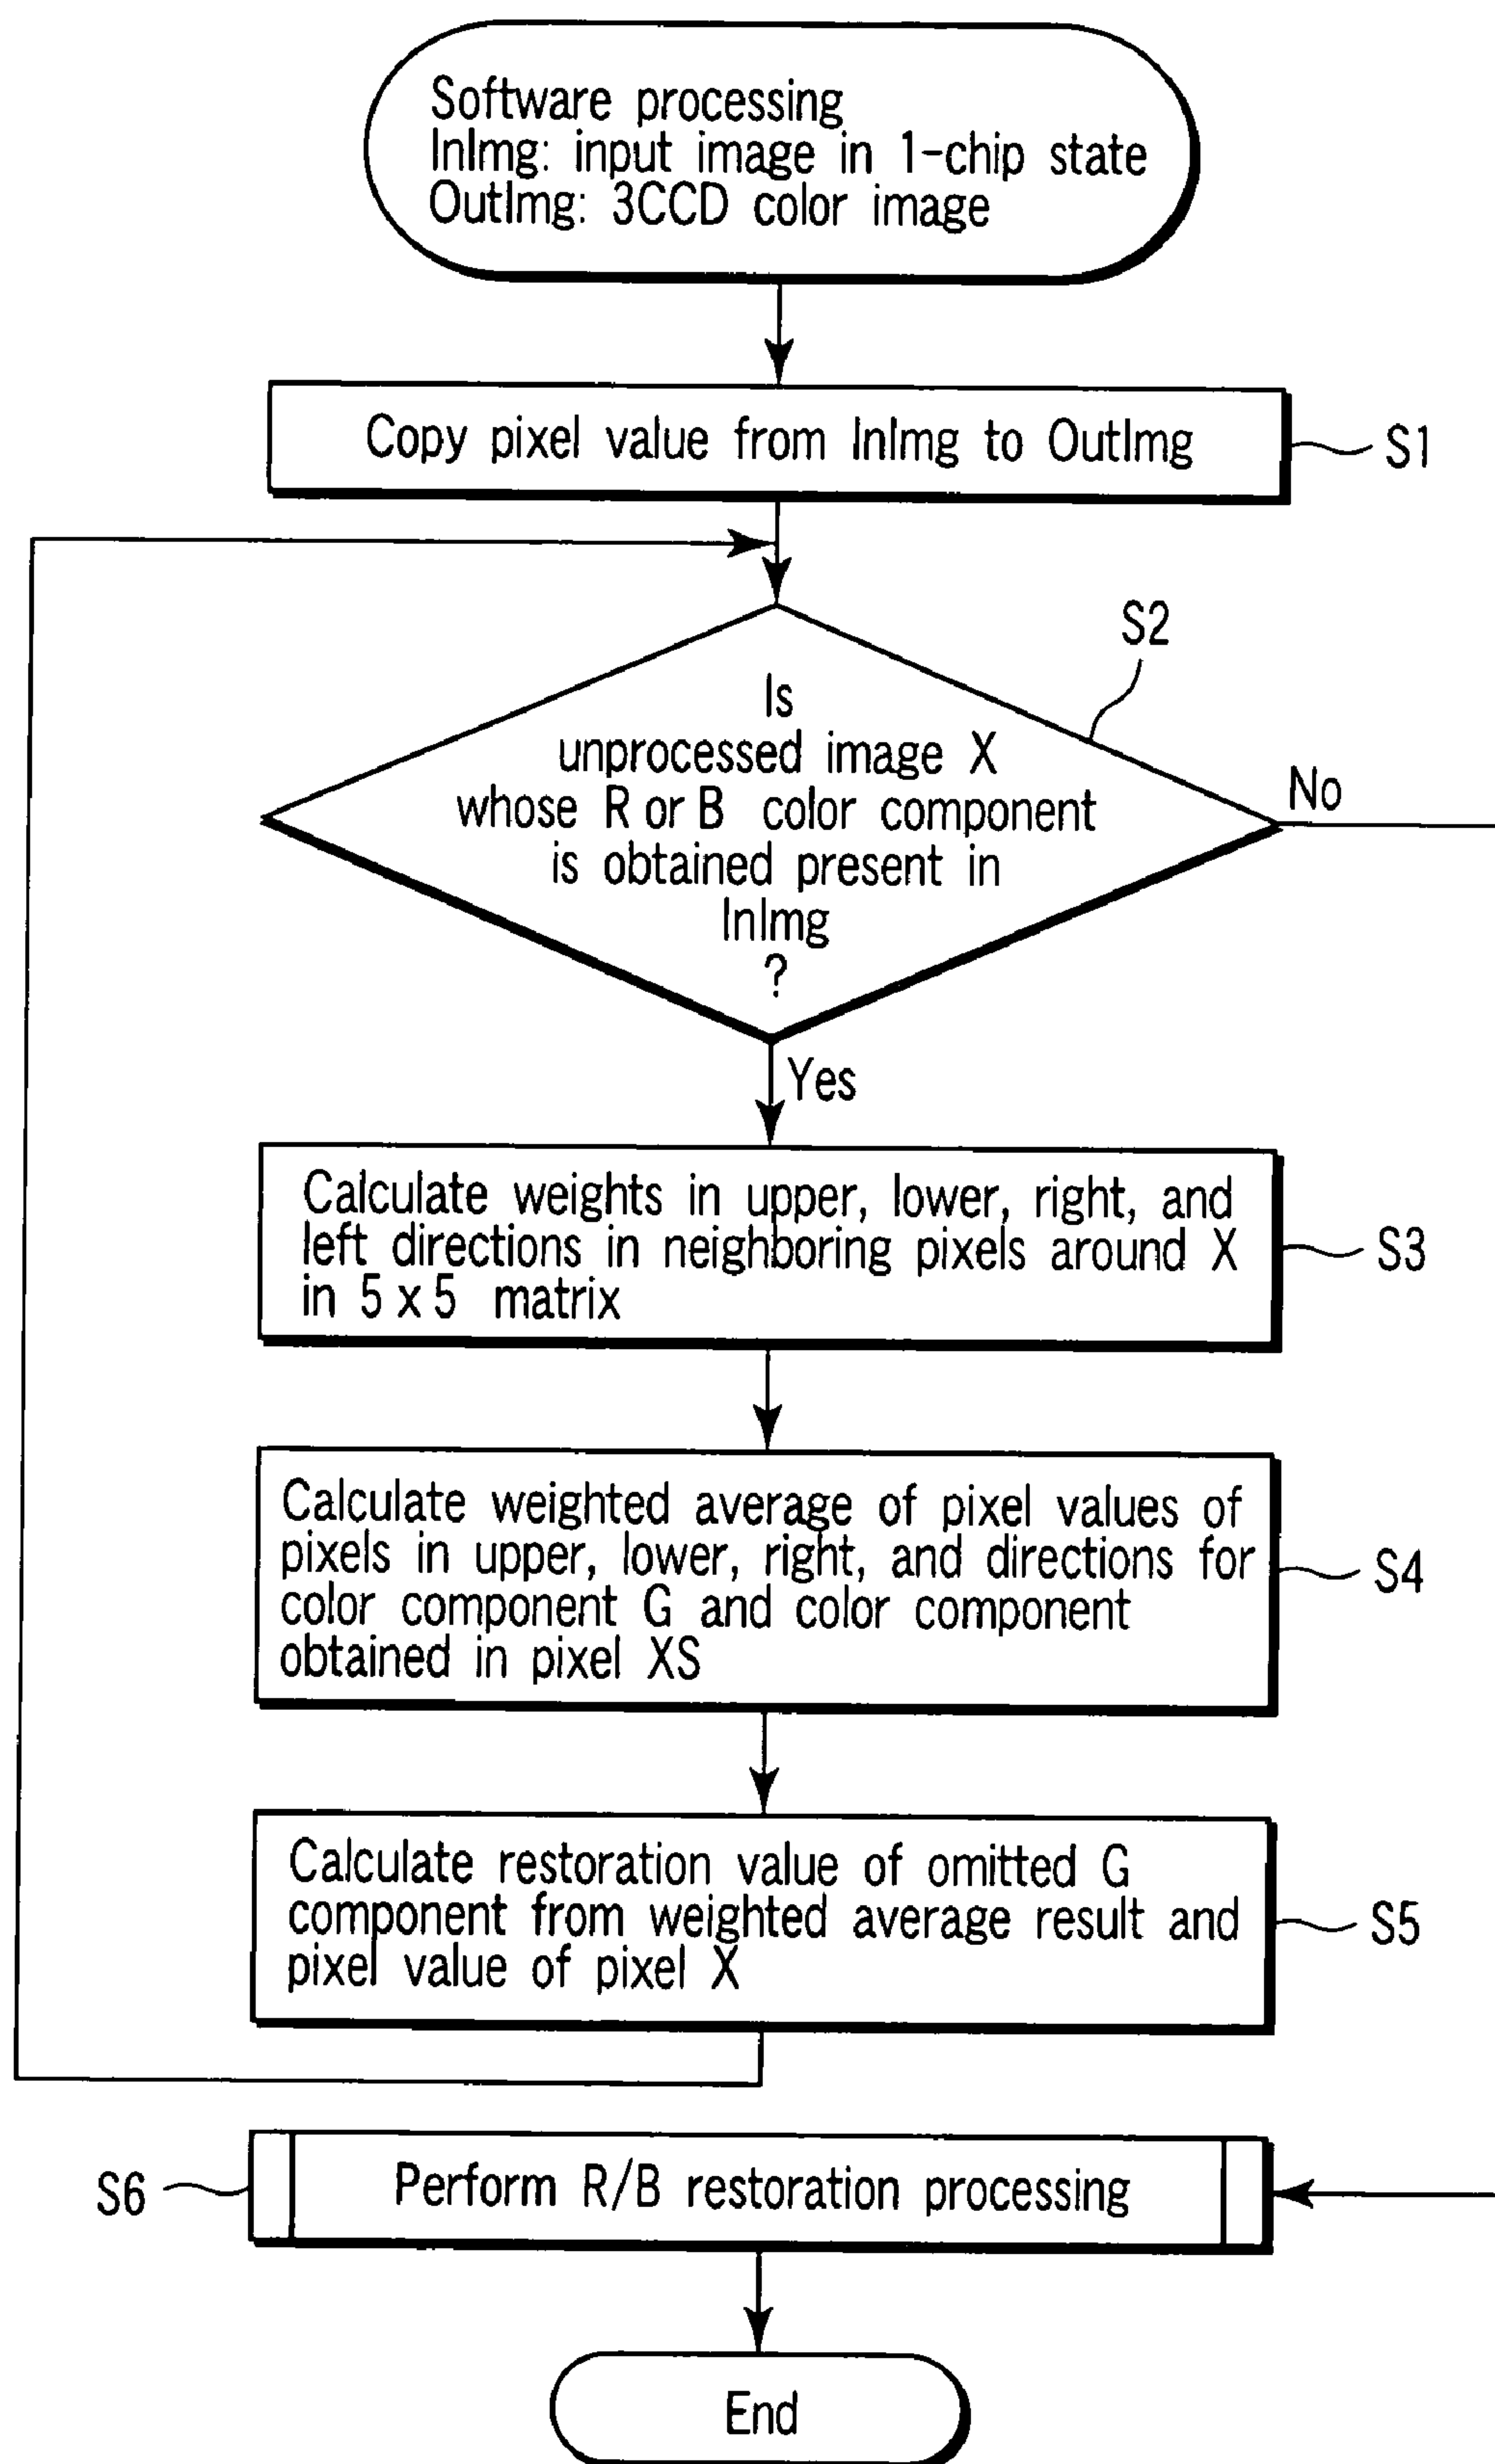 Software processing
InImg: input image in 1-chip state
OutImg: 3CCD color image
Copy pixel value from InImg to OutImg
S1
S2
Is
unprocessed image X
whose R or B color component
is obtained present in
InImg
?
No
Yes
Calculate weights in upper, lower, right, and
left directions in neighboring pixels around X
in 5 x 5 matrix
S3
Calculate weighted average of pixel values of
pixels in upper, lower, right, and directions for
color component G and color component
obtained in pixel XS
S4
Calculate restoration value of omitted G
component from weighted average result and
pixel value of pixel X
S5
S6
Perform R/B restoration processing
End